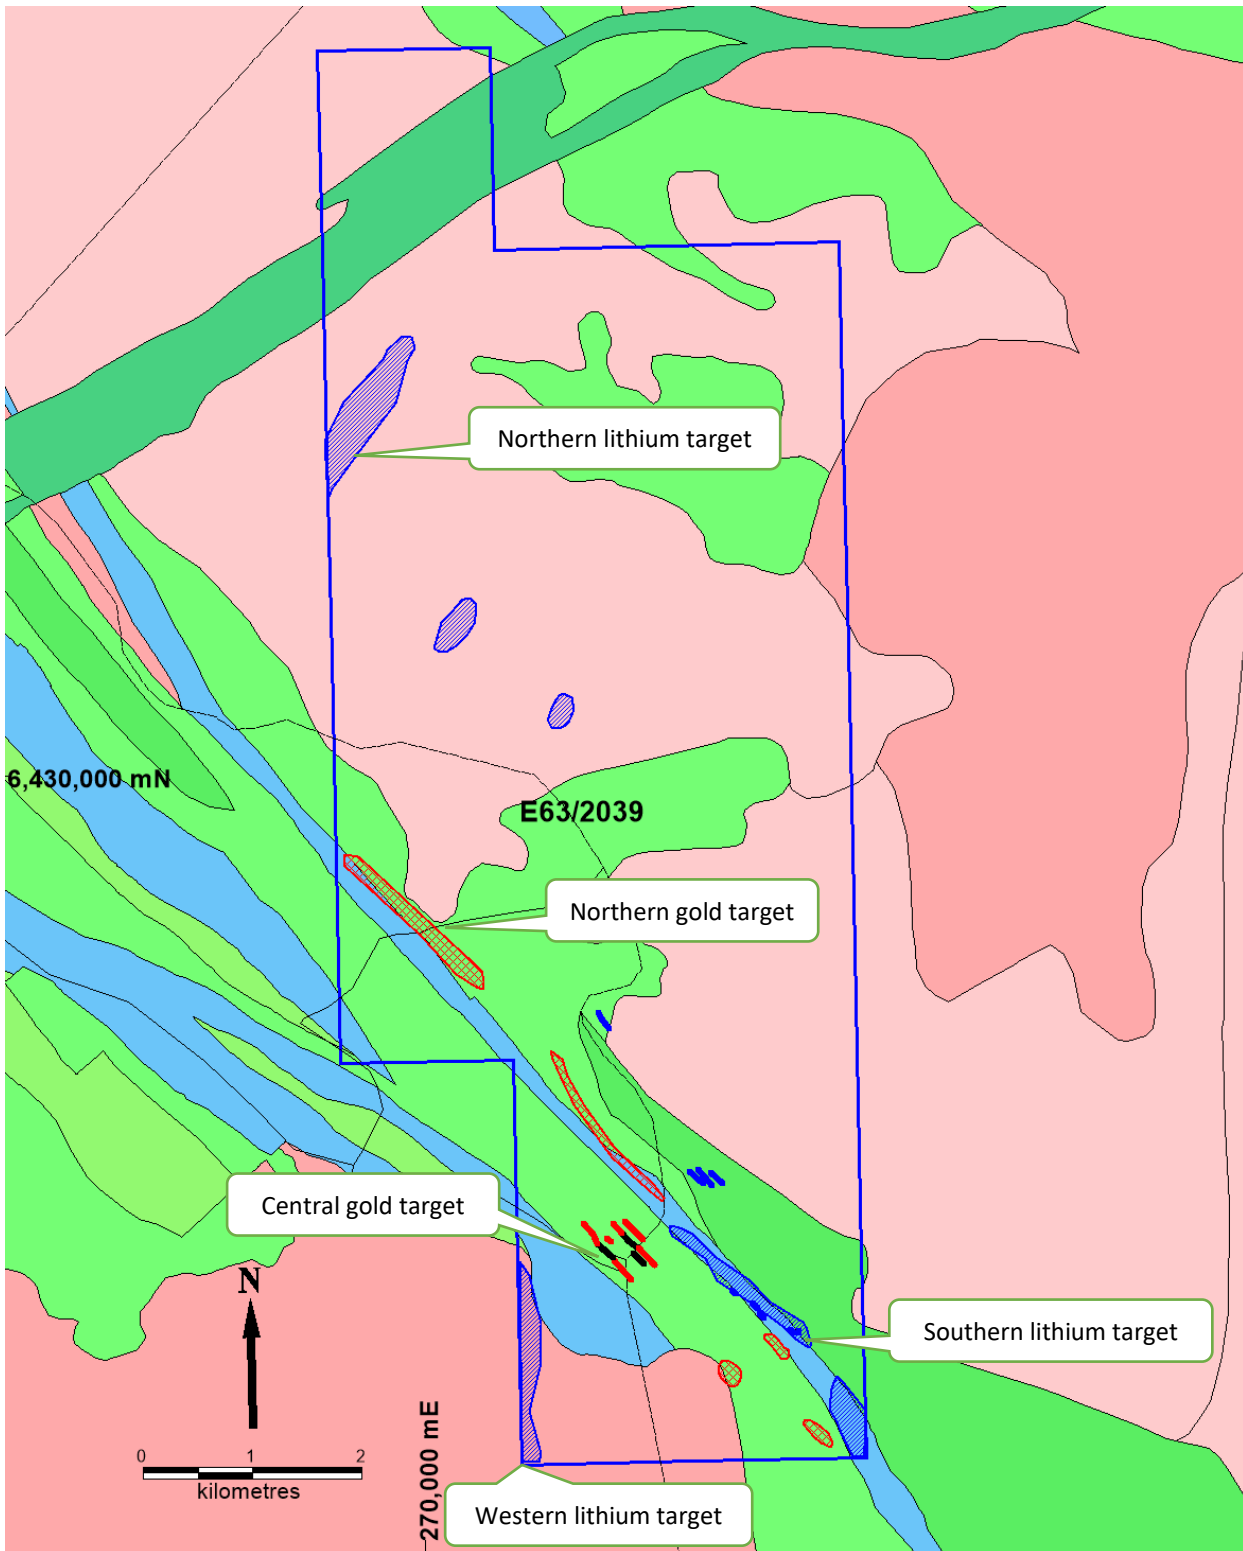 Northern lithium target
6,430,000 mN
E63/2039
Northern gold target
Central gold target
N
Southern lithium target
270,000 mE
0 1 2
kilometres
Western lithium target